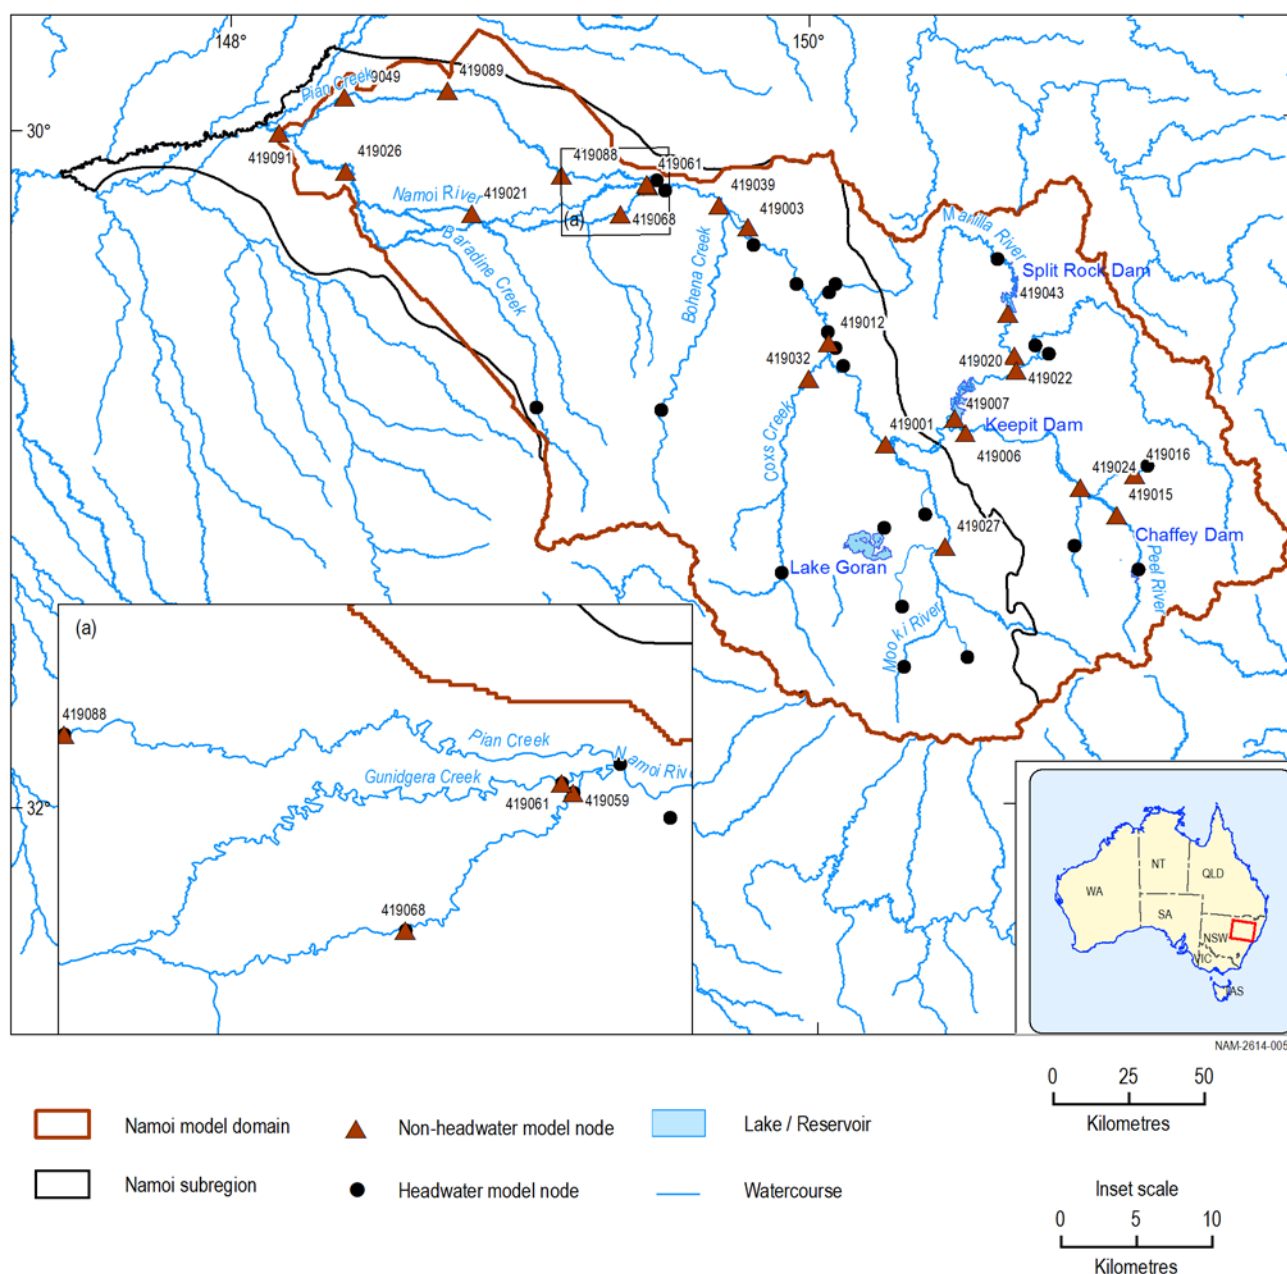 148°
150°
30°
Pian Creek
9049
419089
419091
419026
Namoi River
419021
Baradine Creek
419088
419061
(a)
419068
419039
419003
Bohena Creek
Manilla River
Split Rock Dam
419043
419012
419032
419020
419022
Coxs Creek
419001
419007
Keepit Dam
419006
419024
419016
419015
Chaffey Dam
Peel River
419027
Lake Goran
Mooki River
(a)
419088
Pian Creek
Namoi Riv
Gunidgera Creek
419061
419059
419068
32°
NT
QLD
WA
SA
NSW
VIC
TAS
NAM-2614-005
0 25 50
Kilometres
Namoi model domain
Non-headwater model node
Lake / Reservoir
Namoi subregion
Headwater model node
Watercourse
Inset scale
0 5 10
Kilometres